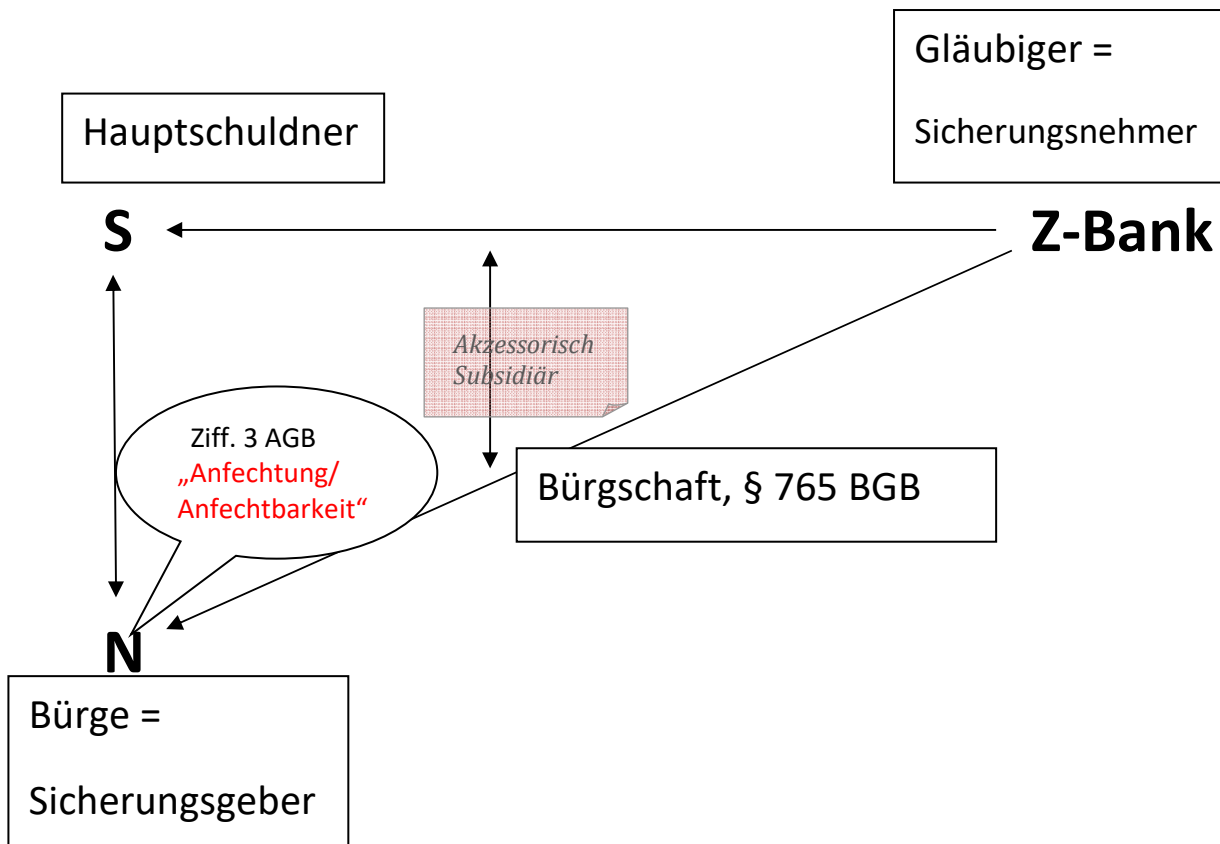 Gläubiger =
Sicherungsnehmer
Hauptschuldner
S
Z-Bank
Akzessorisch
Subsidiär
Ziff. 3 AGB
„Anfechtung/
Anfechtbarkeit“
Bürgschaft, § 765 BGB
N
Bürge =
Sicherungsgeber